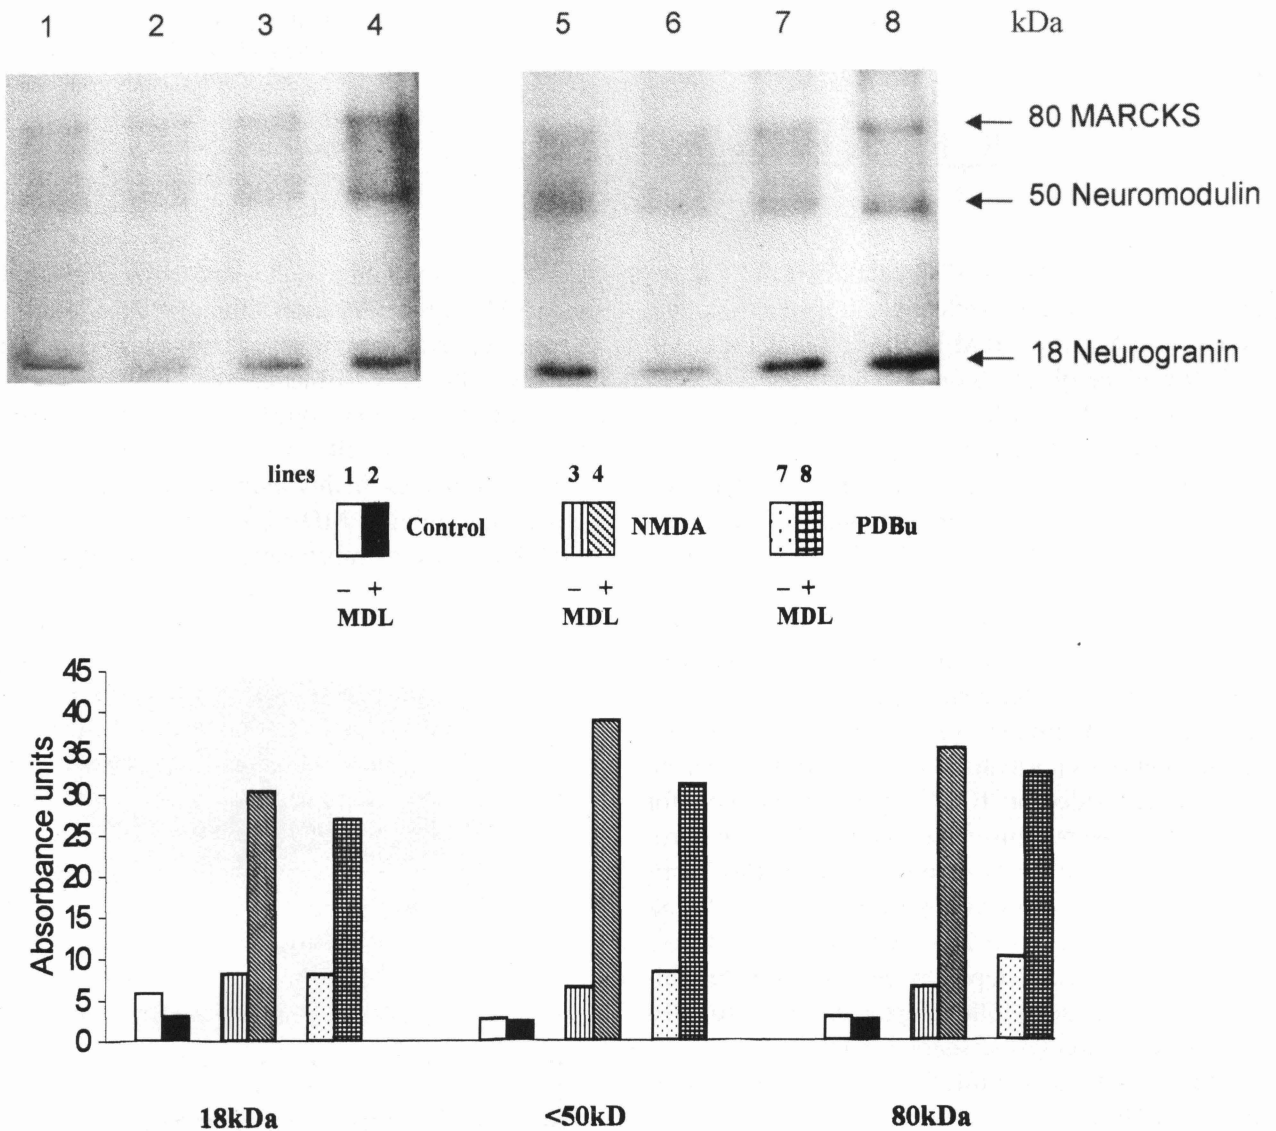 1 2 3 4 5 6 7 8 kDa
80 MARCKS
50 Neuromodulin
18 Neurogranin
lines 1 2 3 4 7 8
Control NMDA PDBu
– + – + – +
MDL MDL MDL
45
40
35
30
25
20
15
10
5
0
Absorbance units
18kDa <50kD 80kDa